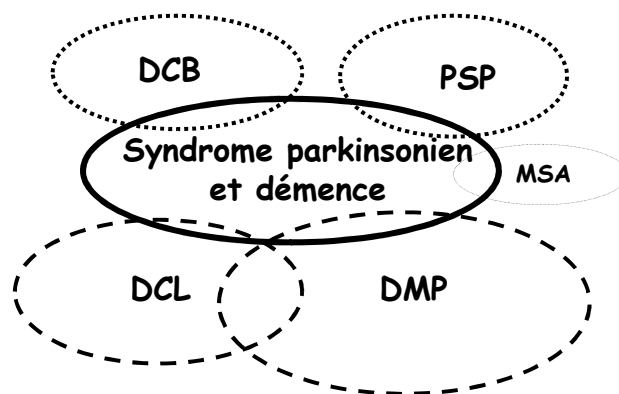 DCB
PSP
Syndrome parkinsonien
et démence
MSA
DCL
DMP